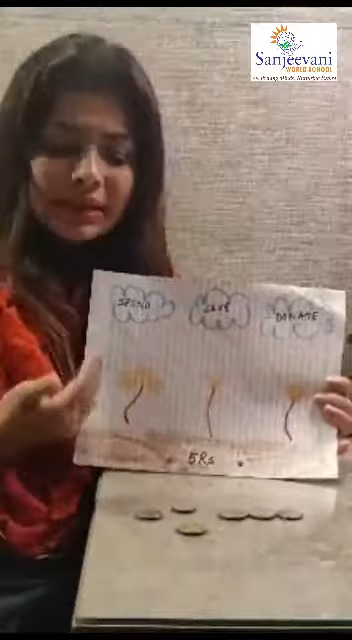 Sanjeevani
WORLD SCHOOL
SPEND
SAVE
DONATE
5Rs